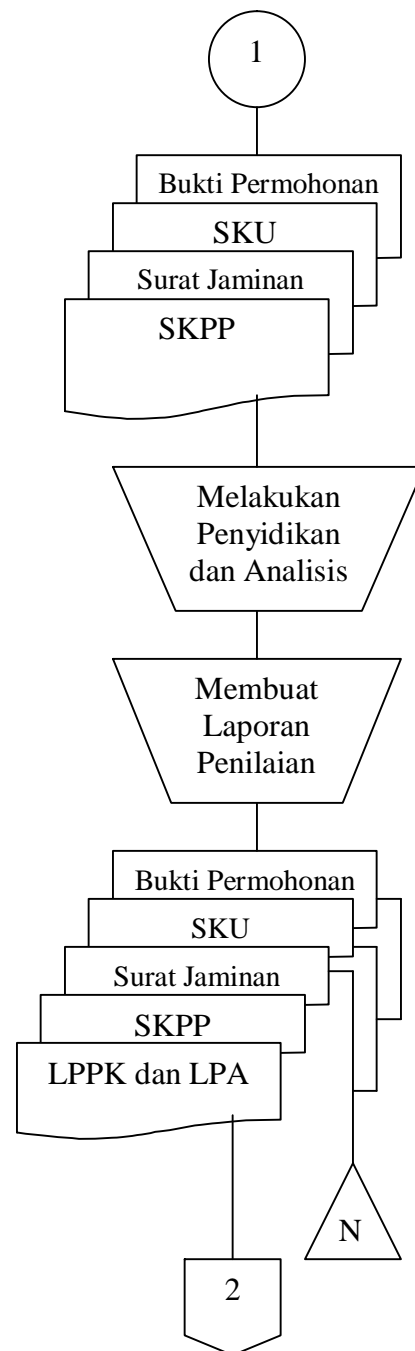 1
Bukti Permohonan
SKU
Surat Jaminan
SKPP
Melakukan
Penyidikan
dan Analisis
Membuat
Laporan
Penilaian
Bukti Permohonan
SKU
Surat Jaminan
SKPP
LPPK dan LPA
N
2